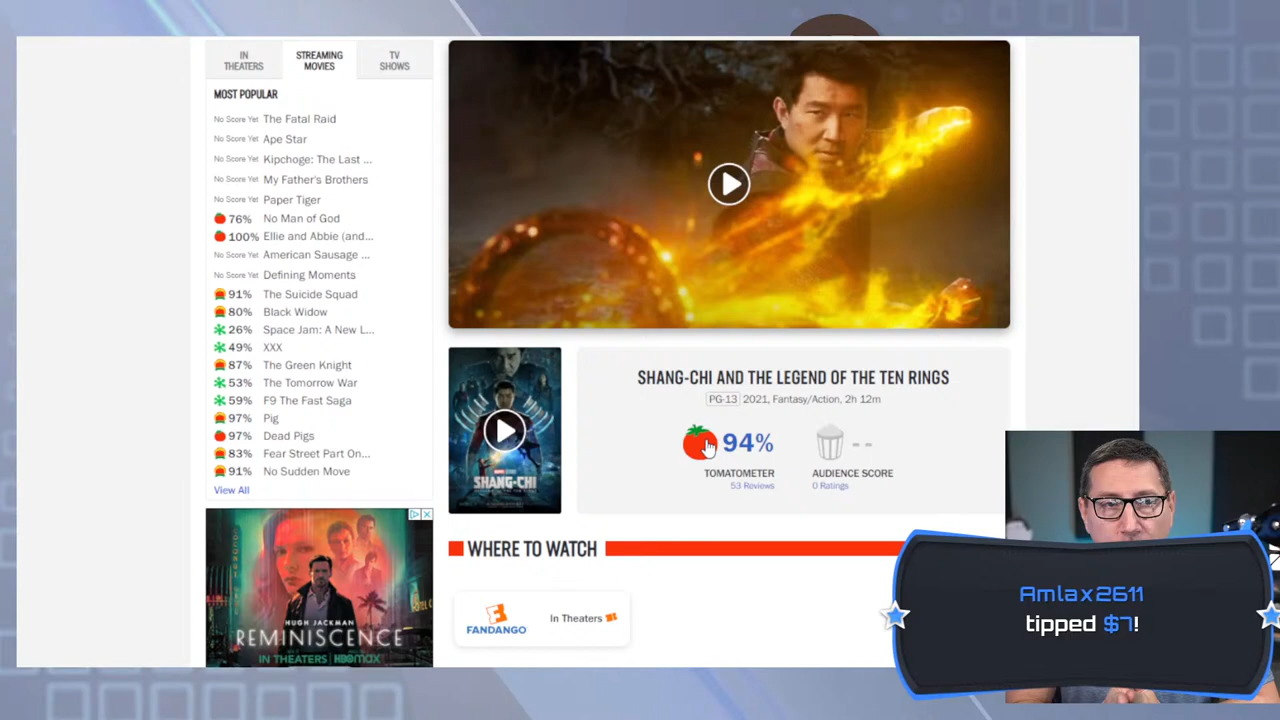 IN THEATERS
STREAMING MOVIES
TV SHOWS
MOST POPULAR
No Score Yet The Fatal Raid
No Score Yet Ape Star
No Score Yet Kipchoge: The Last ...
No Score Yet My Father's Brothers
No Score Yet Paper Tiger
76% No Man of God
100% Ellie and Abbie (and...
No Score Yet American Sausage ...
No Score Yet Defining Moments
91% The Suicide Squad
80% Black Widow
26% Space Jam: A New L...
49% XXX
87% The Green Knight
53% The Tomorrow War
59% F9 The Fast Saga
97% Pig
97% Dead Pigs
83% Fear Street Part On...
91% No Sudden Move
View All
HUGH JACKMAN
REMINISCENCE
IN THEATERS | HBOMAX
MARVEL STUDIOS
SHANG-CHI
SHANG-CHI AND THE LEGEND OF THE TEN RINGS
PG-13 2021, Fantasy/Action, 2h 12m
94%
TOMATOMETER
53 Reviews
- -
AUDIENCE SCORE
0 Ratings
WHERE TO WATCH
FANDANGO
In Theaters
Amlax2611
tipped $7!